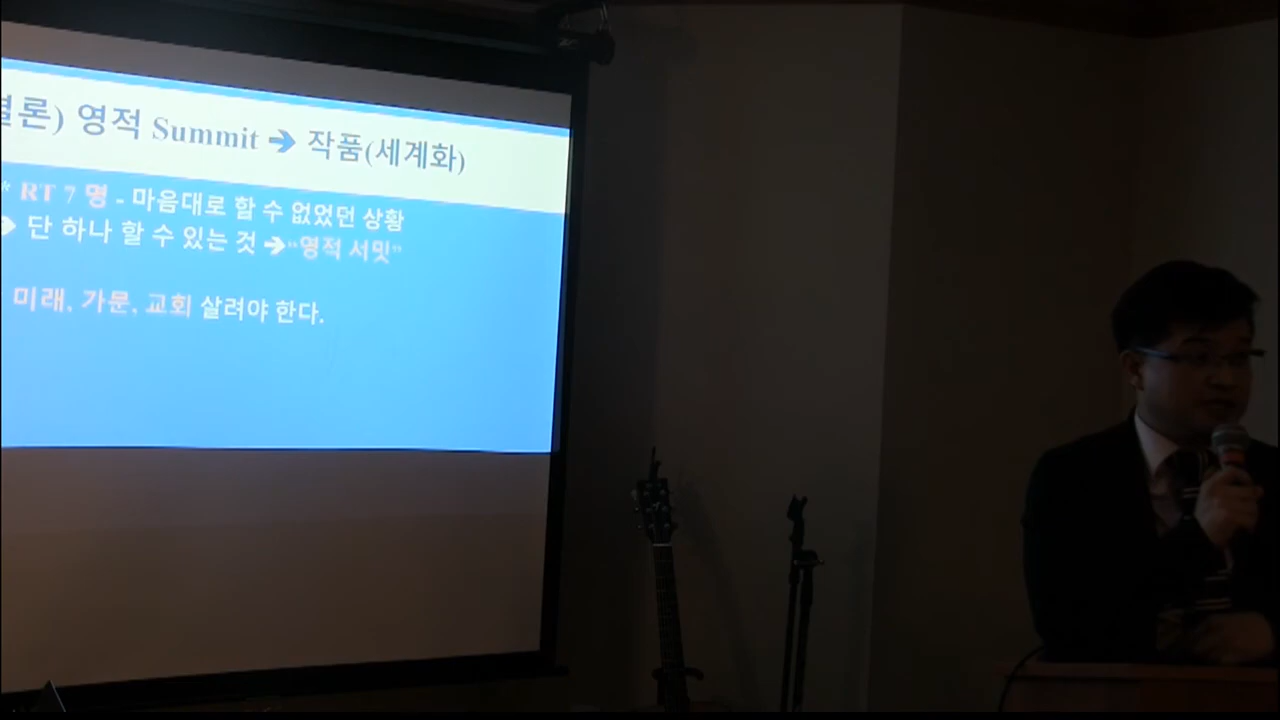 결론) 영적 Summit ➔ 작품(세계화)
* RT 7 명 - 마음대로 할 수 없었던 상황
➔ 단 하나 할 수 있는 것 ➔“영적 서밋”
미래, 가문, 교회 살려야 한다.